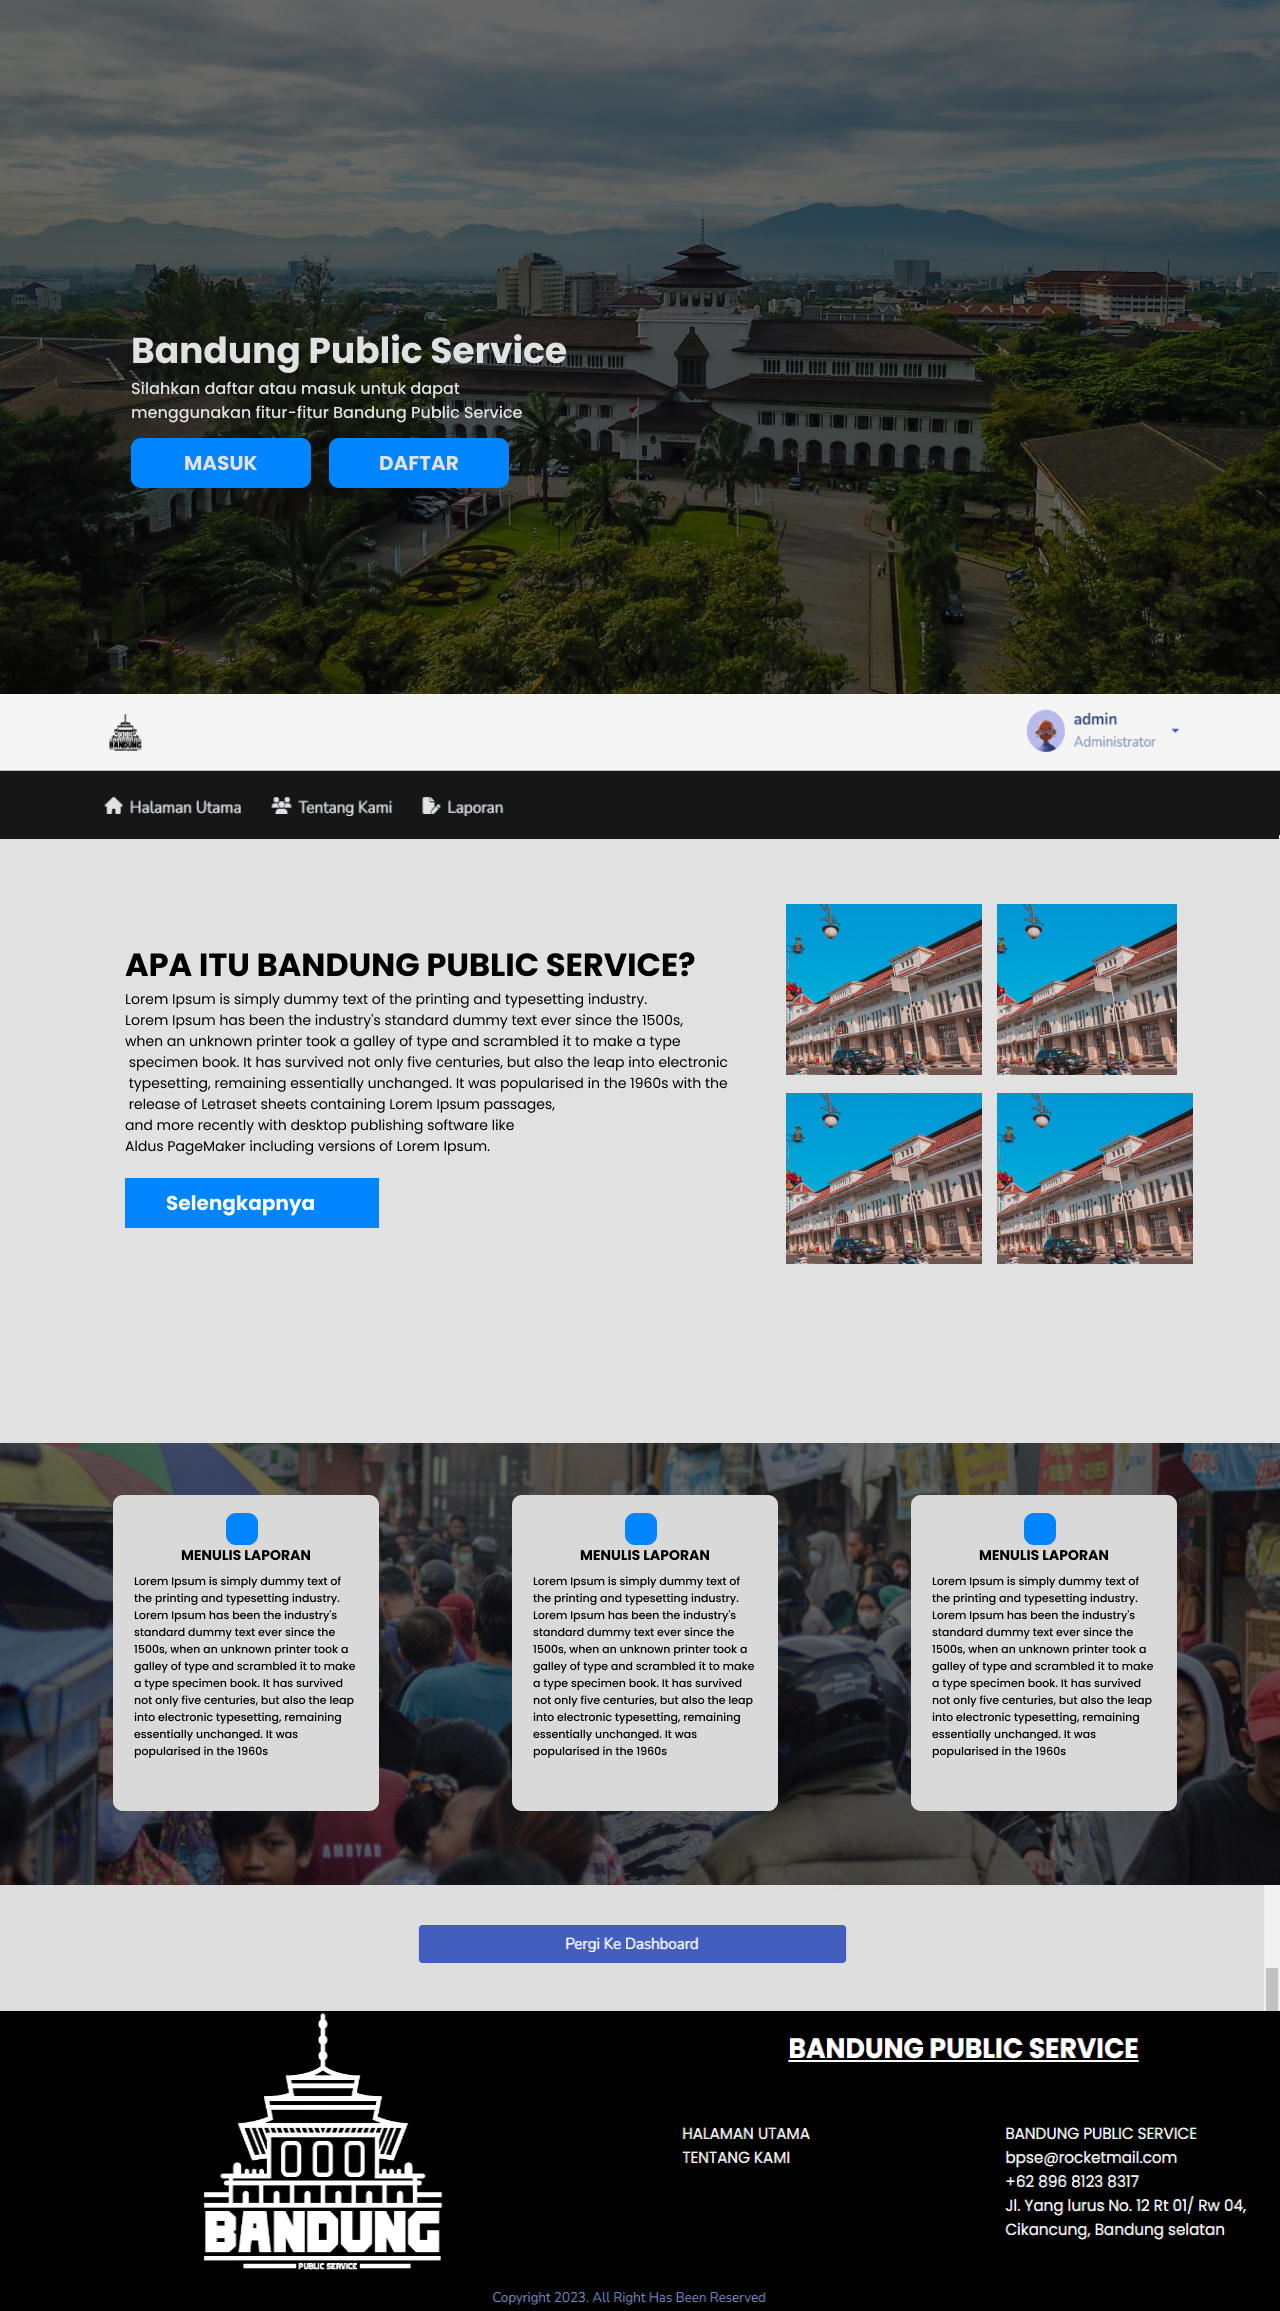 Bandung Public Service
Silahkan daftar atau masuk untuk dapat
menggunakan fitur-fitur Bandung Public Service
MASUK
DAFTAR
BANDUNG
admin
Administrator
Halaman Utama
Tentang Kami
Laporan
APA ITU BANDUNG PUBLIC SERVICE?
Lorem Ipsum is simply dummy text of the printing and typesetting industry.
Lorem Ipsum has been the industry's standard dummy text ever since the 1500s,
when an unknown printer took a galley of type and scrambled it to make a type
specimen book. It has survived not only five centuries, but also the leap into electronic
typesetting, remaining essentially unchanged. It was popularised in the 1960s with the
release of Letraset sheets containing Lorem Ipsum passages,
and more recently with desktop publishing software like
Aldus PageMaker including versions of Lorem Ipsum.
Selengkapnya
MENULIS LAPORAN
Lorem Ipsum is simply dummy text of
the printing and typesetting industry.
Lorem Ipsum has been the industry's
standard dummy text ever since the
1500s, when an unknown printer took a
galley of type and scrambled it to make
a type specimen book. It has survived
not only five centuries, but also the leap
into electronic typesetting, remaining
essentially unchanged. It was
popularised in the 1960s
MENULIS LAPORAN
Lorem Ipsum is simply dummy text of
the printing and typesetting industry.
Lorem Ipsum has been the industry's
standard dummy text ever since the
1500s, when an unknown printer took a
galley of type and scrambled it to make
a type specimen book. It has survived
not only five centuries, but also the leap
into electronic typesetting, remaining
essentially unchanged. It was
popularised in the 1960s
MENULIS LAPORAN
Lorem Ipsum is simply dummy text of
the printing and typesetting industry.
Lorem Ipsum has been the industry's
standard dummy text ever since the
1500s, when an unknown printer took a
galley of type and scrambled it to make
a type specimen book. It has survived
not only five centuries, but also the leap
into electronic typesetting, remaining
essentially unchanged. It was
popularised in the 1960s
AMBYAR
Pergi Ke Dashboard
BANDUNG
PUBLIC SERVICE
BANDUNG PUBLIC SERVICE
HALAMAN UTAMA
TENTANG KAMI
BANDUNG PUBLIC SERVICE
bpse@rocketmail.com
+62 896 8123 8317
Jl. Yang lurus No. 12 Rt 01/ Rw 04,
Cikancung, Bandung selatan
Copyright 2023. All Right Has Been Reserved